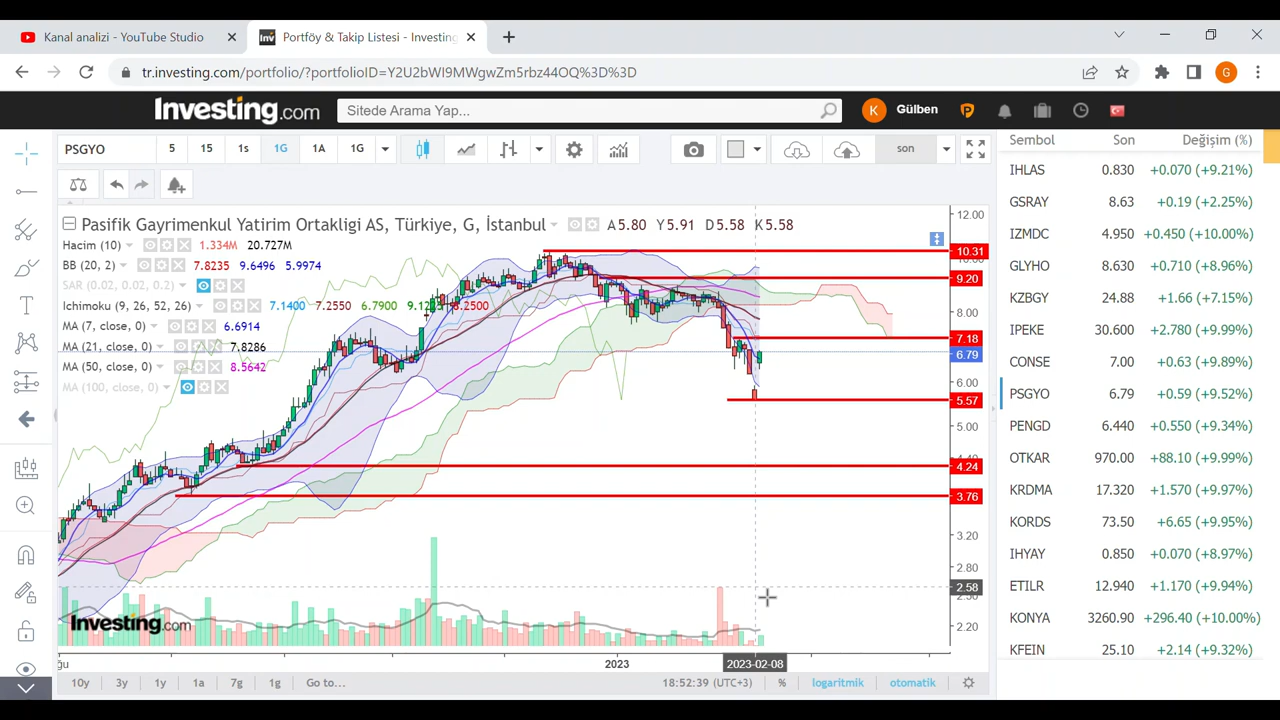 Kanal analizi - YouTube Studio
Portföy & Takip Listesi - Investing
tr.investing.com/portfolio/?portfolioID=Y2U2bWI9MWgwZm5rbz44OQ%3D%3D
G
Investing.com
Sitede Arama Yap...
K
Gülben
PSGYO
5
15
1s
1G
1A
1G
son
Pasifik Gayrimenkul Yatirim Ortakligi AS, Türkiye, G, İstanbul
A5.80 Y5.91 D5.58 K5.58
Hacim (10) 1.334M 20.727M
BB (20, 2) 7.8235 9.6496 5.9974
SAR (0.02, 0.02, 0.2)
Ichimoku (9, 26, 52, 26) 7.1400 7.2550 6.7900
MA (7, close, 0) 6.6914
MA (21, close, 0) 7.8286
MA (50, close, 0) 8.5642
MA (100, close, 0)
12.00
10.31
9.20
8.00
7.18
6.79
6.00
5.57
5.00
4.24
3.76
3.20
2.80
2.58
2.20
Investing.com
2023
2023-02-08
10y
3y
1y
1a
7g
1g
Go to...
18:52:39 (UTC+3)
%
logaritmik
otomatik
Sembol Son Değişim (%)
IHLAS 0.830 +0.070 (+9.21%)
GSRAY 8.63 +0.19 (+2.25%)
IZMDC 4.950 +0.450 (+10.00%)
GLYHO 8.630 +0.710 (+8.96%)
KZBGY 24.88 +1.66 (+7.15%)
IPEKE 30.600 +2.780 (+9.99%)
CONSE 7.00 +0.63 (+9.89%)
PSGYO 6.79 +0.59 (+9.52%)
PENGD 6.440 +0.550 (+9.34%)
OTKAR 970.00 +88.10 (+9.99%)
KRDMA 17.320 +1.570 (+9.97%)
KORDS 73.50 +6.65 (+9.95%)
IHYAY 0.850 +0.070 (+8.97%)
ETILR 12.940 +1.170 (+9.94%)
KONYA 3260.90 +296.40 (+10.00%)
KFEIN 25.10 +2.14 (+9.32%)